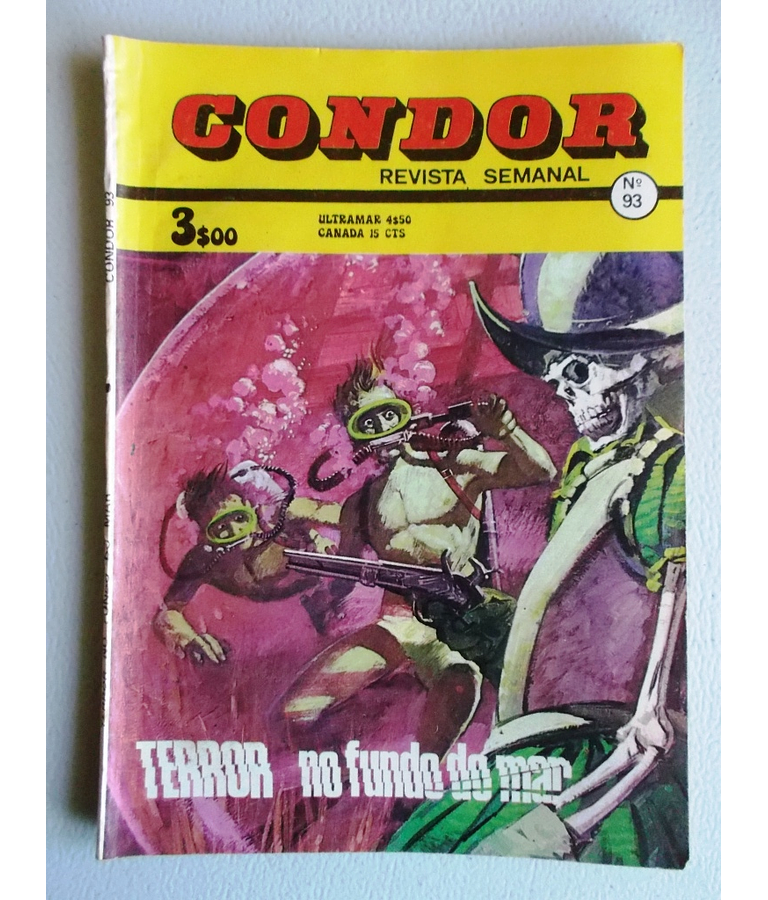 CONDOR
REVISTA SEMANAL
Nº
93
3$00
ULTRAMAR 4$50
CANADA 15 CTS
TERROR no fundo do mar
CONDOR 93